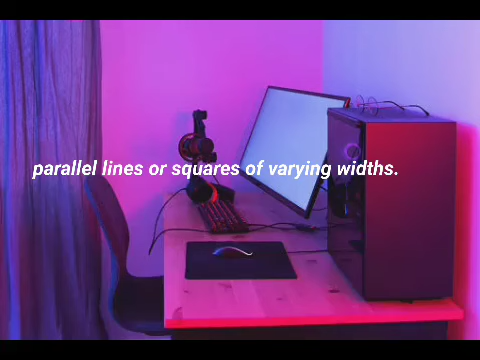 parallel lines or squares of varying widths.